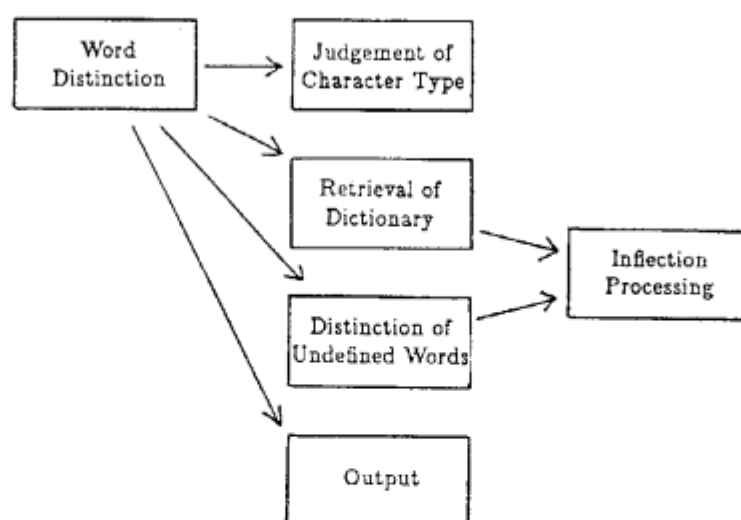 Word
Distinction
Judgement of
Character Type
Retrieval of
Dictionary
Inflection
Processing
Distinction of
Undefined Words
Output